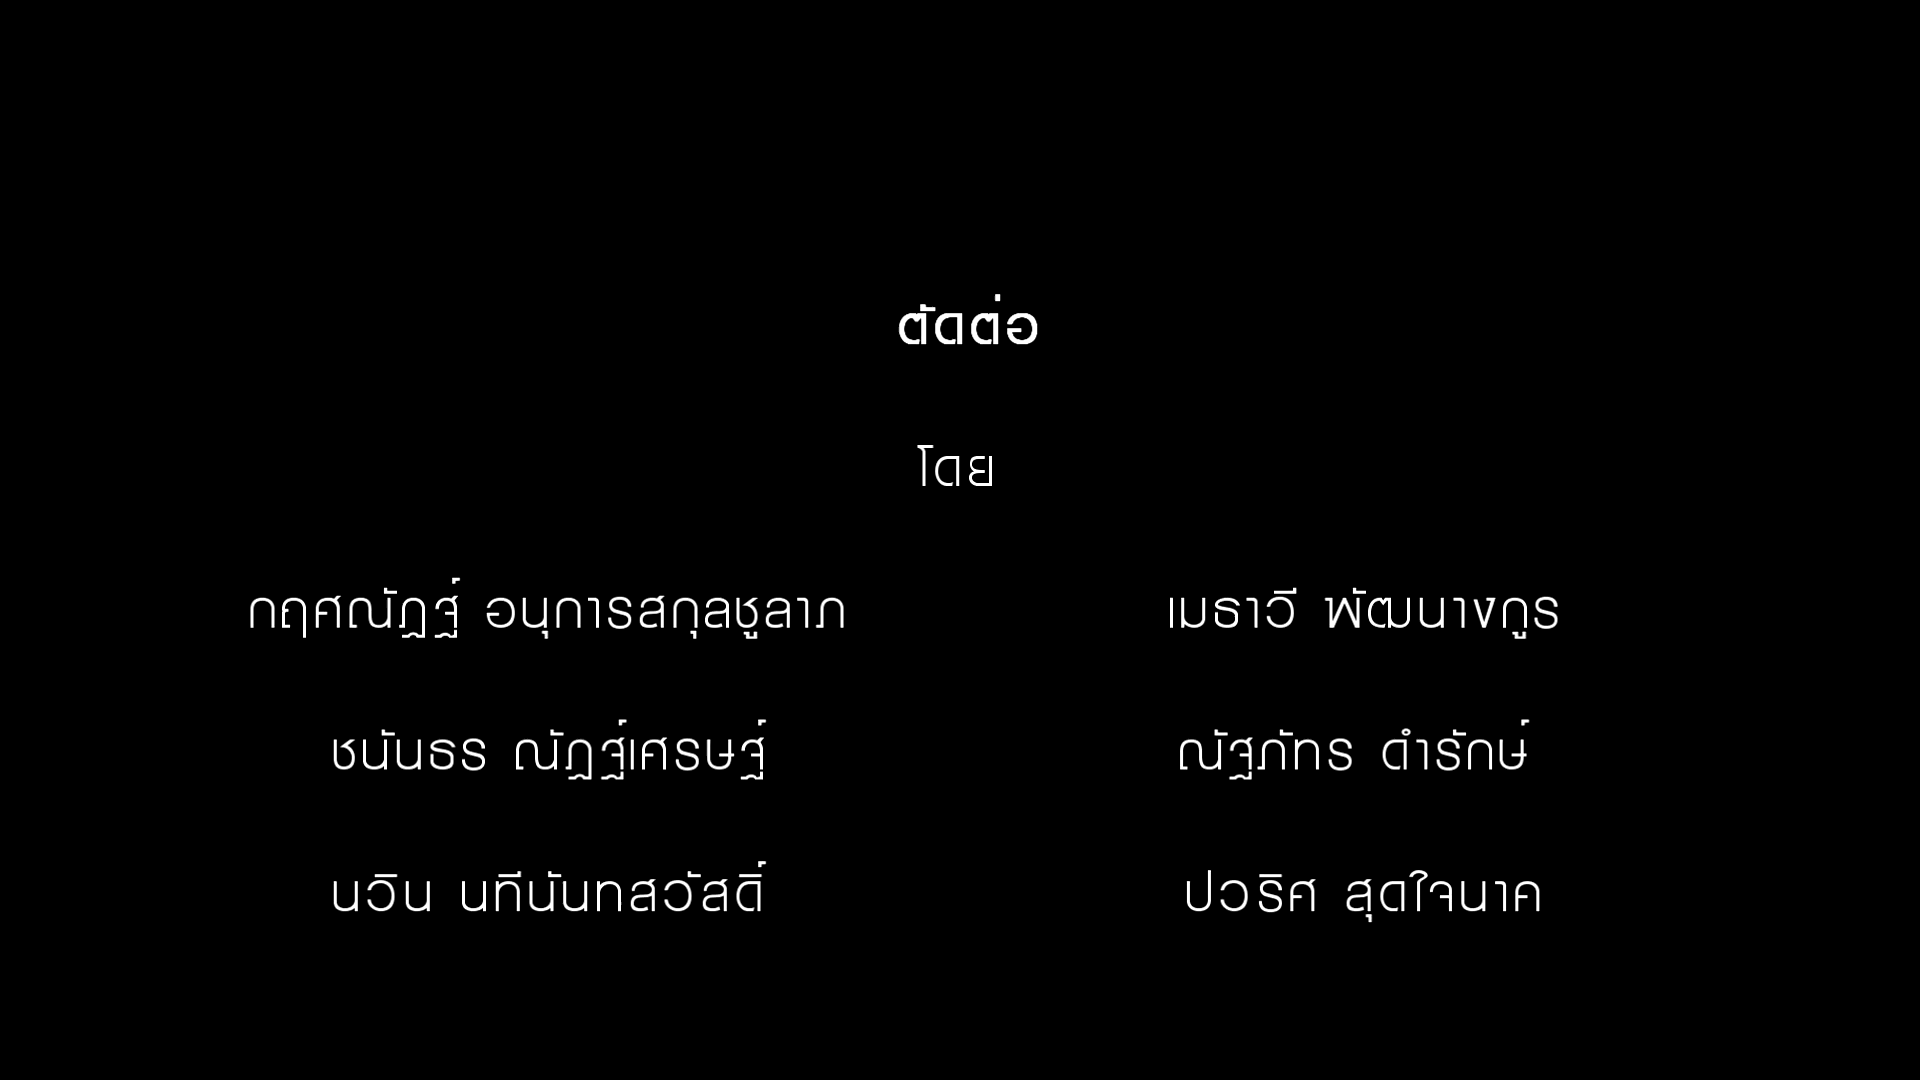 ตัดต่อ
โดย
กฤศณัฏฐ์ อนุการสกุลชูลาภ
เมธาวี พัฒนางกูร
ชนันธร ณัฏฐ์เศรษฐ์
ณัฐภัทร ดำรักษ์
นวิน นทีนันทสวัสดิ์
ปวริศ สุดใจนาค